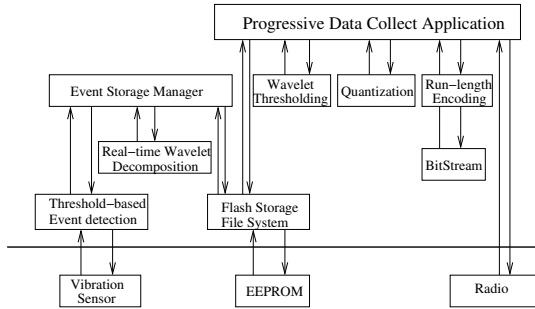 Progressive Data Collect Application
Wavelet
Thresholding
Quantization
Run-length
Encoding
Event Storage Manager
Real-time Wavelet
Decomposition
BitStream
Threshold-based
Event detection
Flash Storage
File System
Vibration
Sensor
EEPROM
Radio